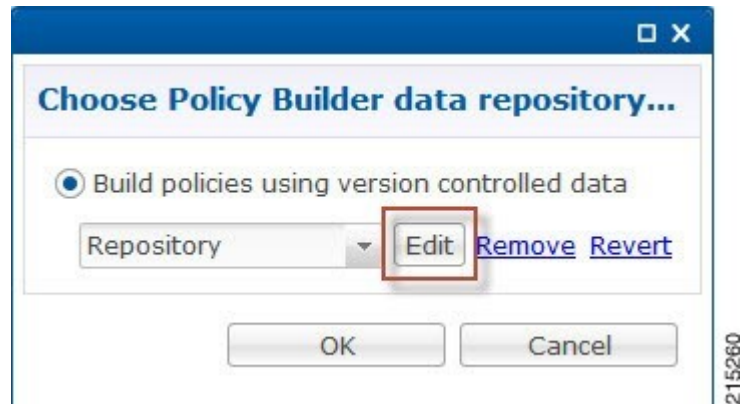 Choose Policy Builder data repository...
Build policies using version controlled data
Repository Edit Remove Revert
OK Cancel
215260